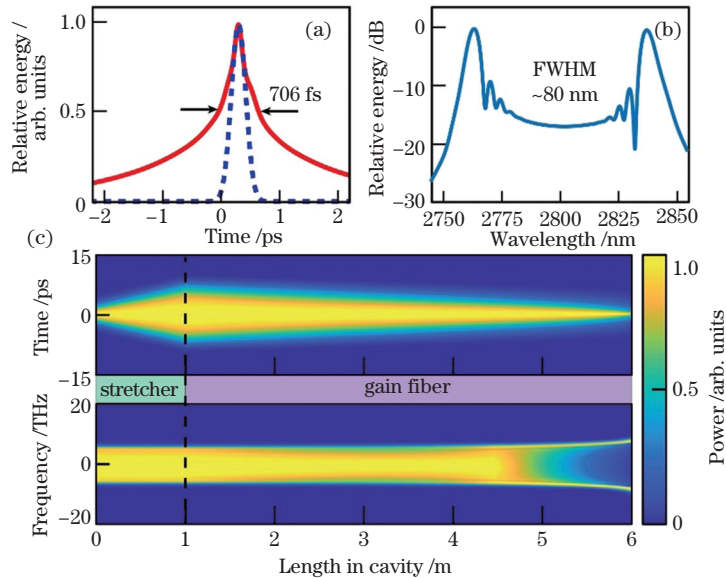 (a)
Relative energy /
arb. units
1.0
0.5
0
706 fs
−2 −1 0 1 2
Time /ps
(b)
Relative energy /dB
0
−10
−20
−30
FWHM
~80 nm
2750 2775 2800 2825 2850
Wavelength /nm
(c)
Time /ps
15
0
−15
stretcher
gain fiber
Frequency /THz
20
0
−20
0 1 2 3 4 5 6
Length in cavity /m
1.0
0.5
0
Power /arb. units